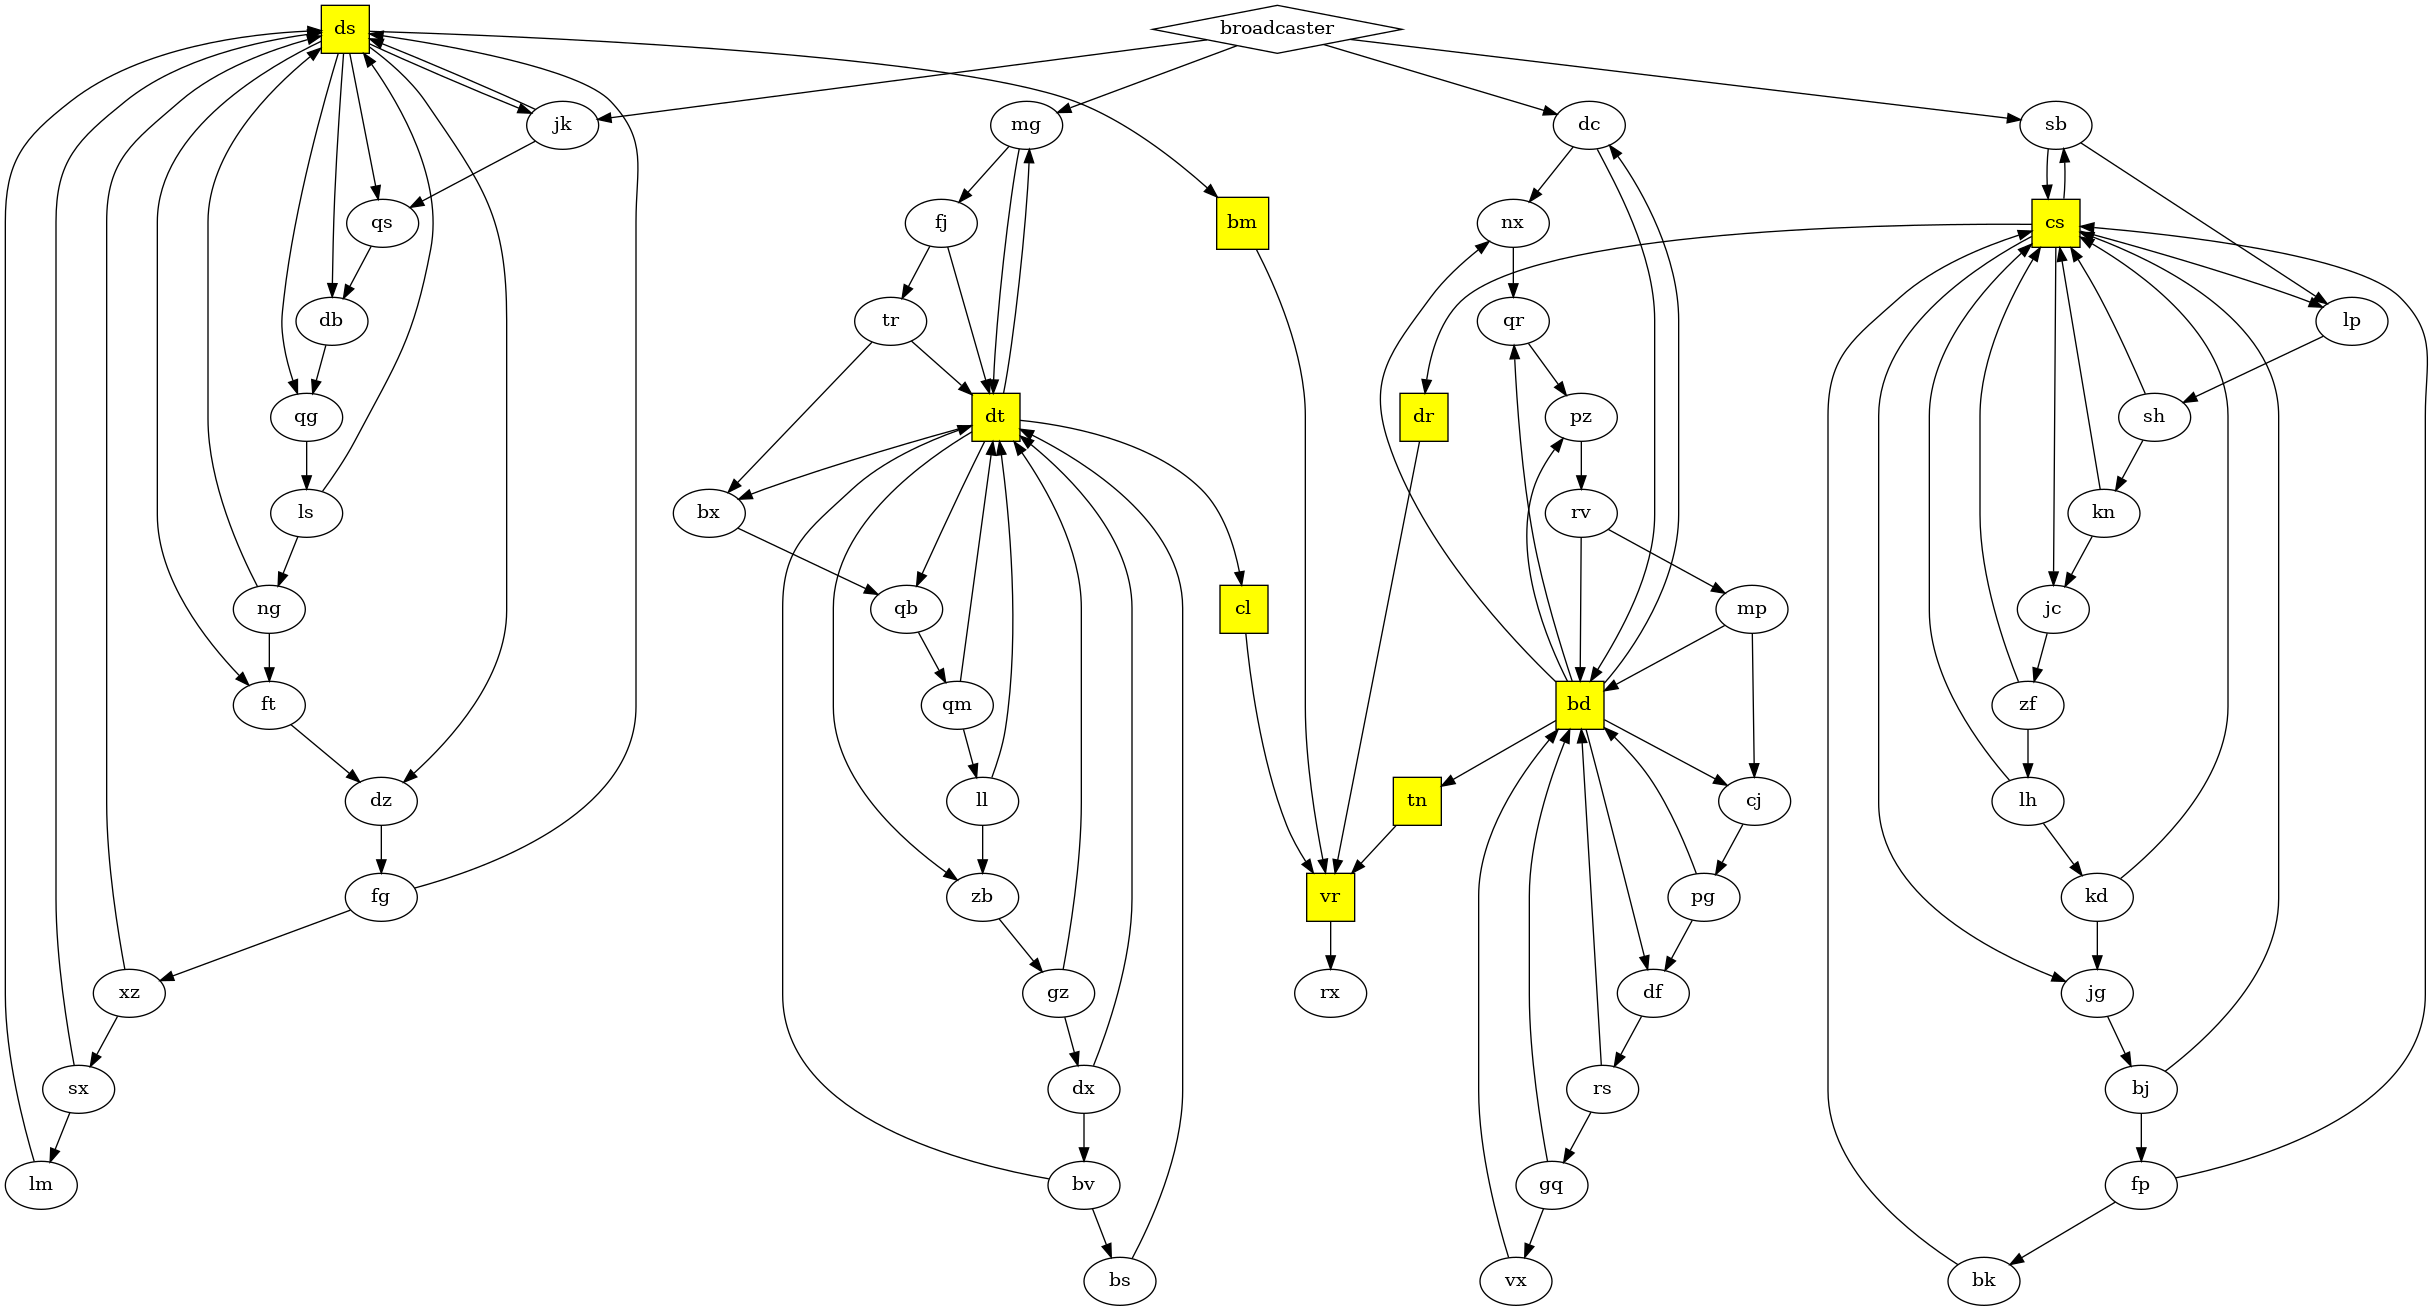 ds
broadcaster
jk
mg
dc
sb
qs
fj
bm
nx
cs
db
tr
qr
lp
qg
dt
dr
pz
sh
ls
bx
rv
kn
ng
qb
cl
mp
jc
ft
qm
bd
zf
dz
ll
tn
cj
lh
fg
zb
vr
pg
kd
xz
gz
rx
df
jg
sx
dx
rs
bj
lm
bv
gq
fp
bs
vx
bk